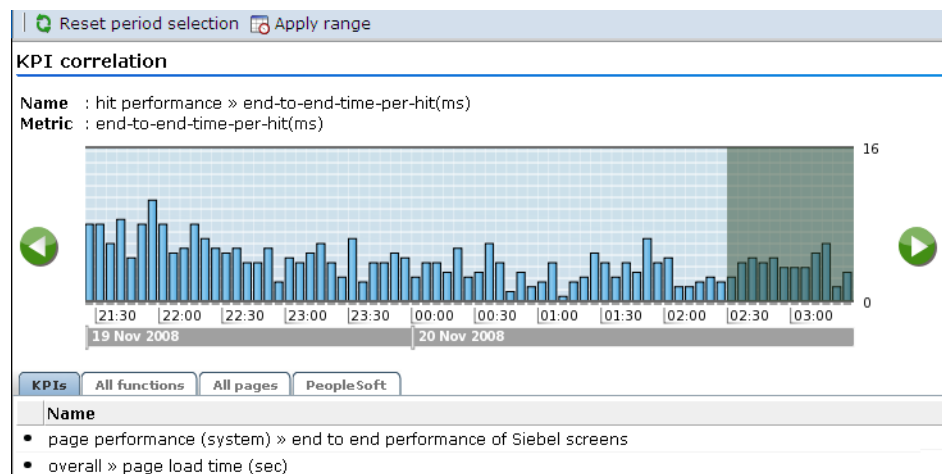 Reset period selection Apply range
KPI correlation
Name : hit performance » end-to-end-time-per-hit(ms)
Metric : end-to-end-time-per-hit(ms)
16
0
21:30 22:00 22:30 23:00 23:30 00:00 00:30 01:00 01:30 02:00 02:30 03:00
19 Nov 2008 20 Nov 2008
KPIs All functions All pages PeopleSoft
Name
• page performance (system) » end to end performance of Siebel screens
• overall » page load time (sec)